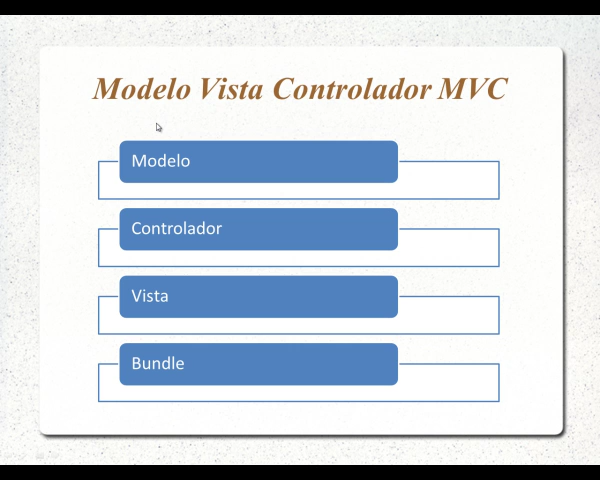 Modelo Vista Controlador MVC
Modelo
Controlador
Vista
Bundle